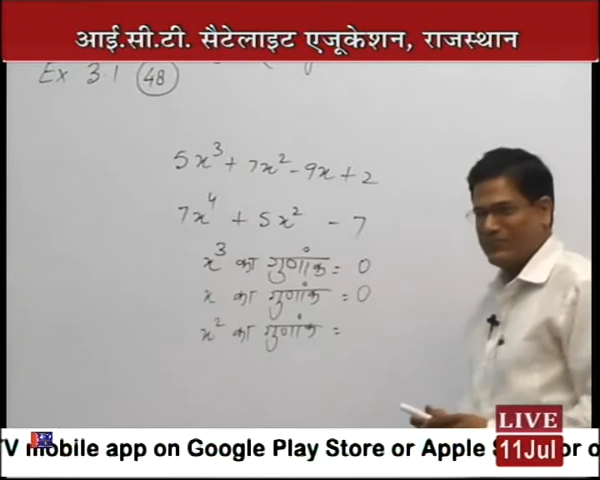 आई.सी.टी. सैटेलाइट एजूकेशन, राजस्थान
Ex 3.1 (48)
5x³ + 7x² - 9x + 2
7x⁴ + 5x² - 7
x³ का गुणांक = 0
x का गुणांक = 0
x² का गुणांक =
LIVE
V mobile app on Google Play Store or Apple S or o
11Jul